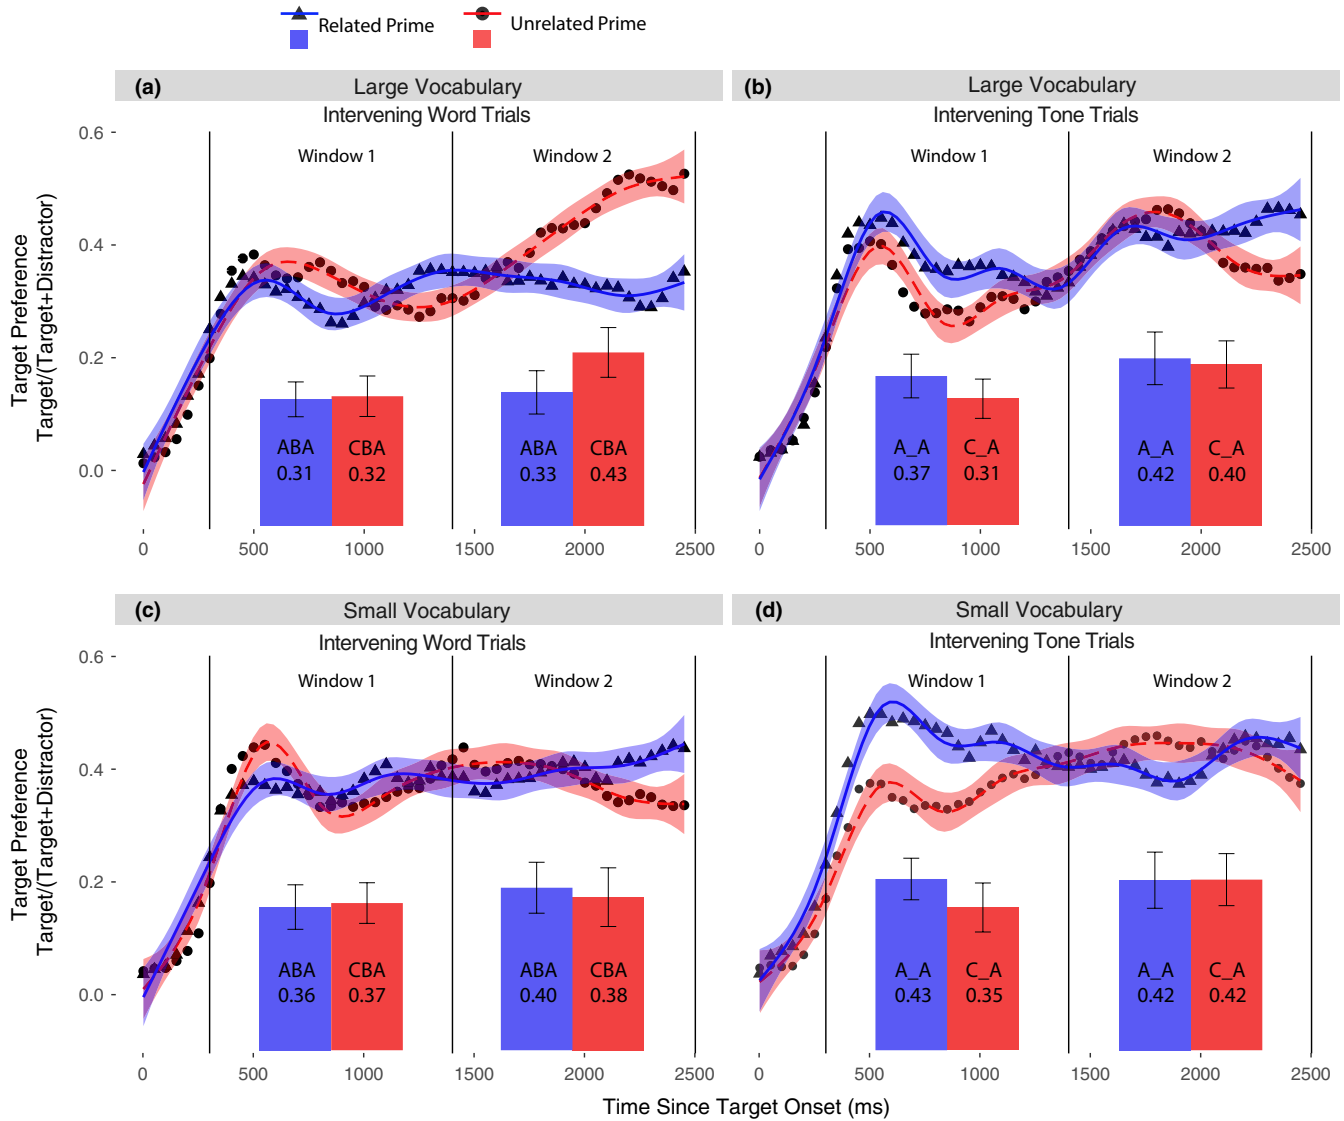 Related Prime
Unrelated Prime
(a) Large Vocabulary
Intervening Word Trials
Window 1
Window 2
Target Preference
Target/(Target+Distractor)
0.6
0.4
0.2
0.0
ABA
0.31
CBA
0.32
ABA
0.33
CBA
0.43
0
500
1000
1500
2000
2500
(b) Large Vocabulary
Intervening Tone Trials
Window 1
Window 2
A_A
0.37
C_A
0.31
A_A
0.42
C_A
0.40
0
500
1000
1500
2000
2500
(c) Small Vocabulary
Intervening Word Trials
Window 1
Window 2
Target Preference
Target/(Target+Distractor)
0.6
0.4
0.2
0.0
ABA
0.36
CBA
0.37
ABA
0.40
CBA
0.38
0
500
1000
1500
2000
2500
(d) Small Vocabulary
Intervening Tone Trials
Window 1
Window 2
A_A
0.43
C_A
0.35
A_A
0.42
C_A
0.42
0
500
1000
1500
2000
2500
Time Since Target Onset (ms)